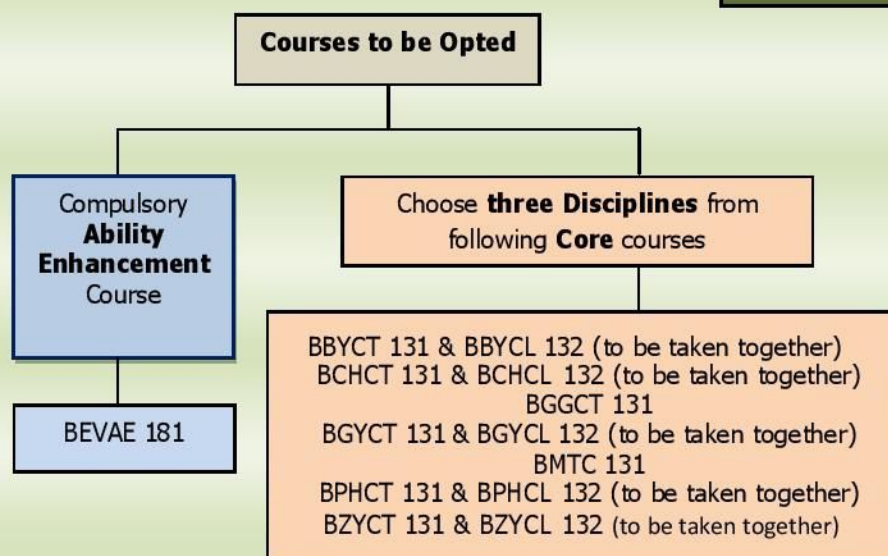 Courses to be Opted
Compulsory
Ability
Enhancement
Course
BEVAE 181
Choose three Disciplines from
following Core courses
BBYCT 131 & BBYCL 132 (to be taken together)
BCHCT 131 & BCHCL 132 (to be taken together)
BGGCT 131
BGYCT 131 & BGYCL 132 (to be taken together)
BMTC 131
BPHCT 131 & BPHCL 132 (to be taken together)
BZYCT 131 & BZYCL 132 (to be taken together)